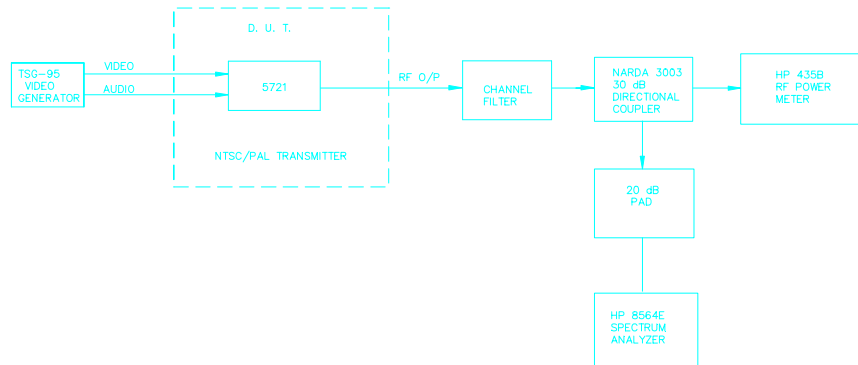 D. U. T.
TSG-95
VIDEO
GENERATOR
VIDEO
AUDIO
5721
NTSC/PAL TRANSMITTER
RF O/P
CHANNEL
FILTER
NARDA 3003
30 dB
DIRECTIONAL
COUPLER
HP 435B
RF POWER
METER
20 dB
PAD
HP 8564E
SPECTRUM
ANALYZER